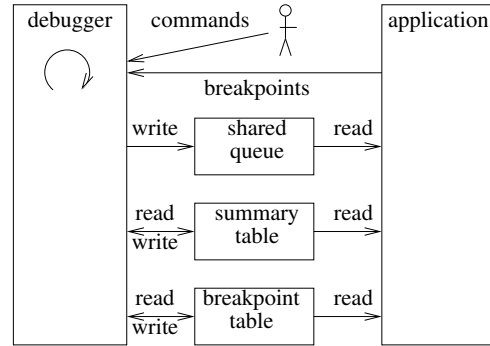 debugger
commands
application
breakpoints
write
shared
queue
read
read
write
summary
table
read
read
write
breakpoint
table
read